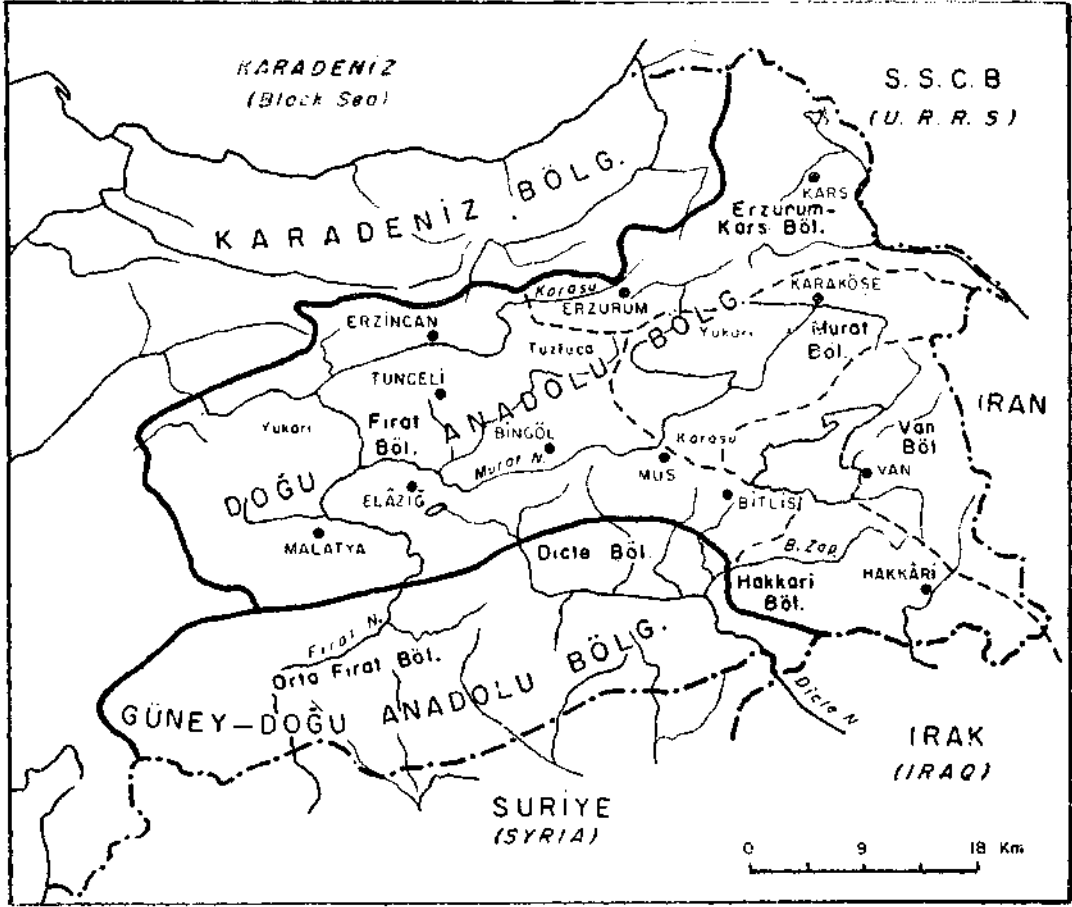 KARADENİZ
(Black Sea)
S. S. C. B
(U. R. R. S)
KARADENİZ BÖLG.
KARS
Erzurum-
Kars Böl.
Karasu
ERZURUM
KARAKÖSE
ERZİNCAN
Tuzluca
Yukarı
Murat
Böl.
TUNCELİ
DOĞU ANADOLU BÖLG.
İRAN
Yukarı
Fırat
Böl.
BİNGÖL
Murat N.
Karasu
MUS
Van
Böl
VAN
ELÂZIĞ
BİTLİS
MALATYA
Dicle Böl.
B. Zap
Hakkari
Böl.
HAKKÂRİ
Fırat N.
Orta Fırat Böl.
GÜNEY-DOĞU ANADOLU BÖLG.
Dicle N
IRAK
(IRAQ)
SURİYE
(SYRIA)
0 9 18 Km